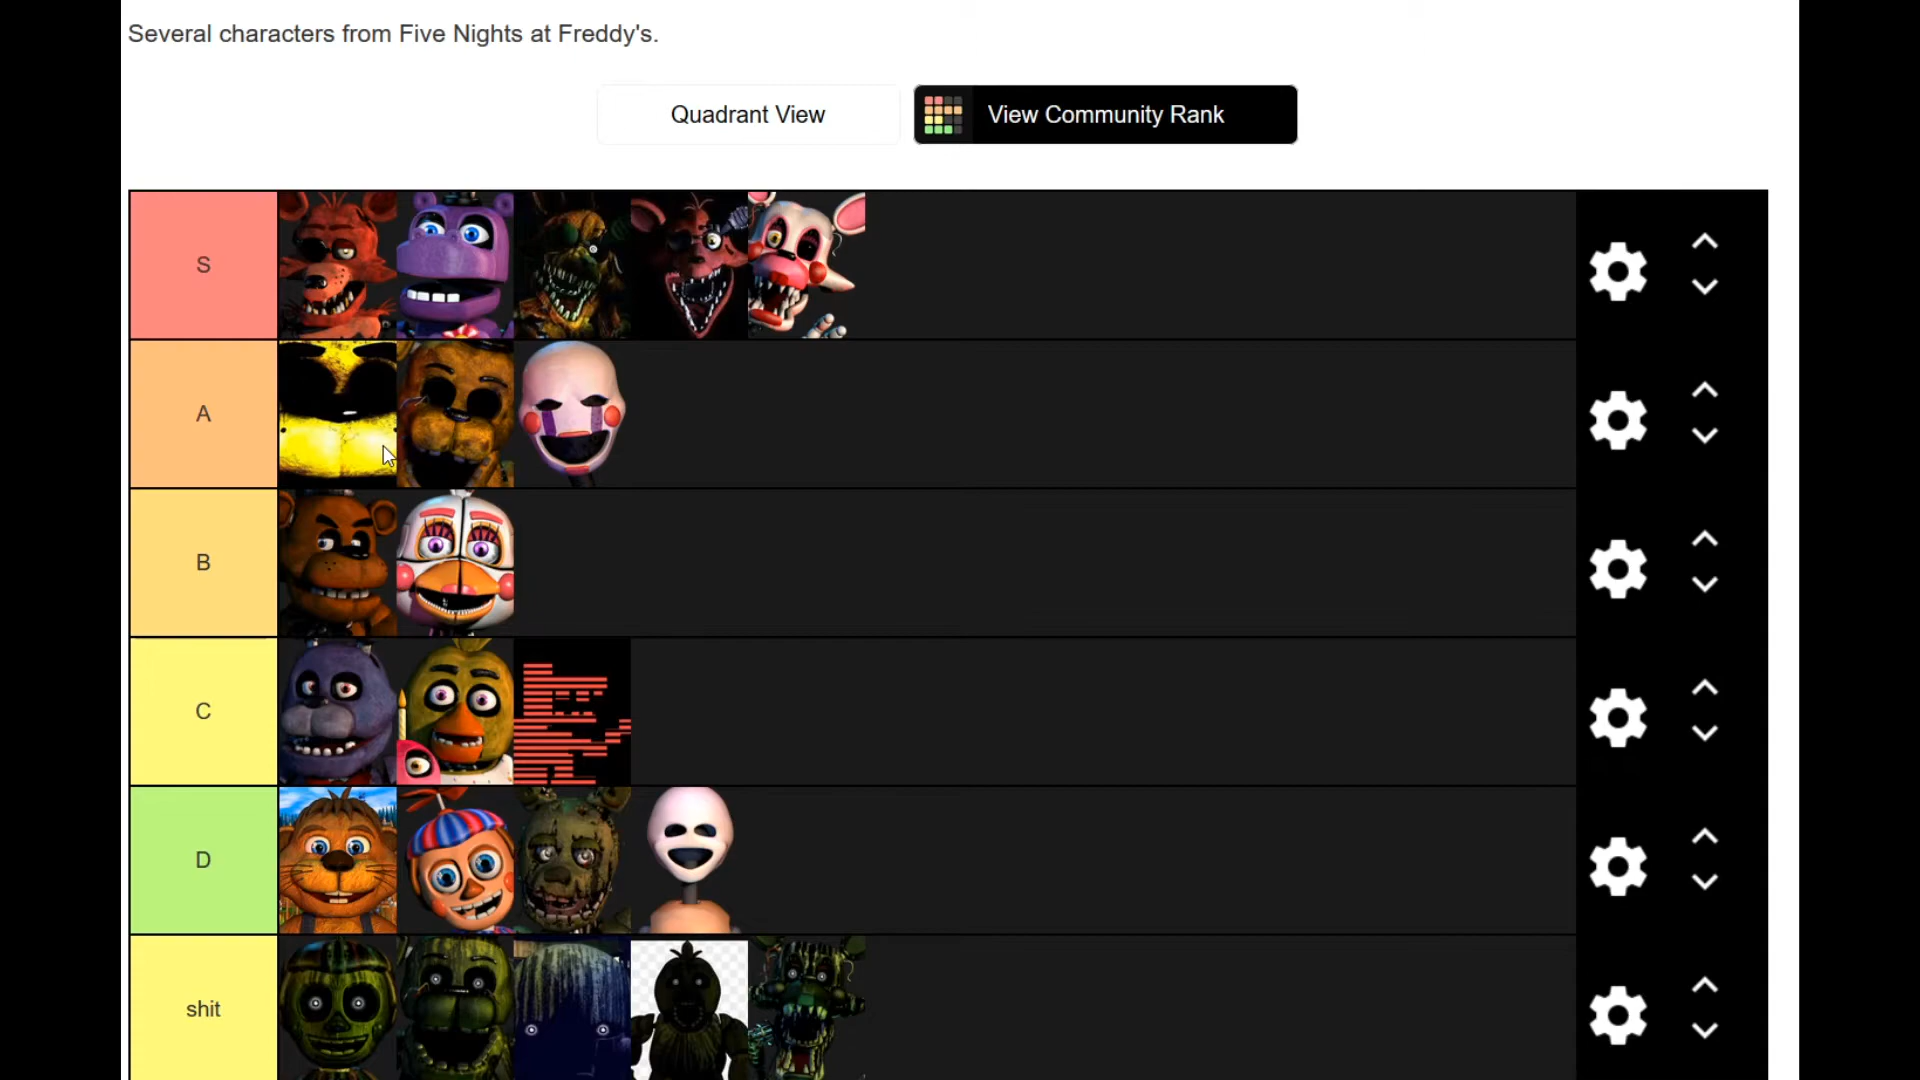 Several characters from Five Nights at Freddy's.
Quadrant View
View Community Rank
S
A
B
C
D
shit